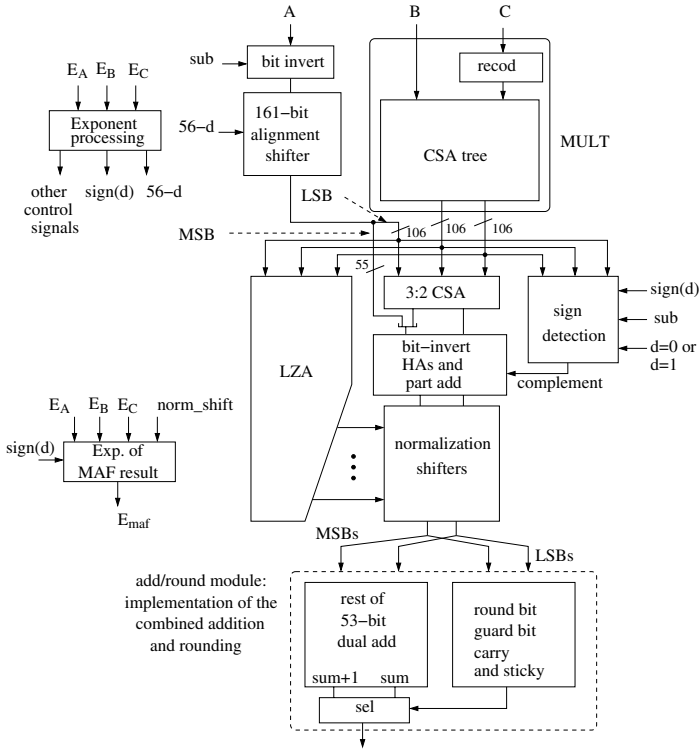 A
B
C
sub
bit invert
recod
E_A
E_B
E_C
161−bit
alignment
shifter
56−d
Exponent
processing
CSA tree
MULT
other
control
signals
sign(d)
56−d
LSB
MSB
106
106
106
55
3:2 CSA
sign
detection
sign(d)
sub
d=0 or
d=1
LZA
bit−invert
HAs and
part add
complement
E_A
E_B
E_C
norm_shift
sign(d)
Exp. of
MAF result
E_maf
normalization
shifters
MSBs
LSBs
add/round module:
implementation of the
combined addition
and rounding
rest of
53−bit
dual add
sum+1
sum
round bit
guard bit
carry
and sticky
sel